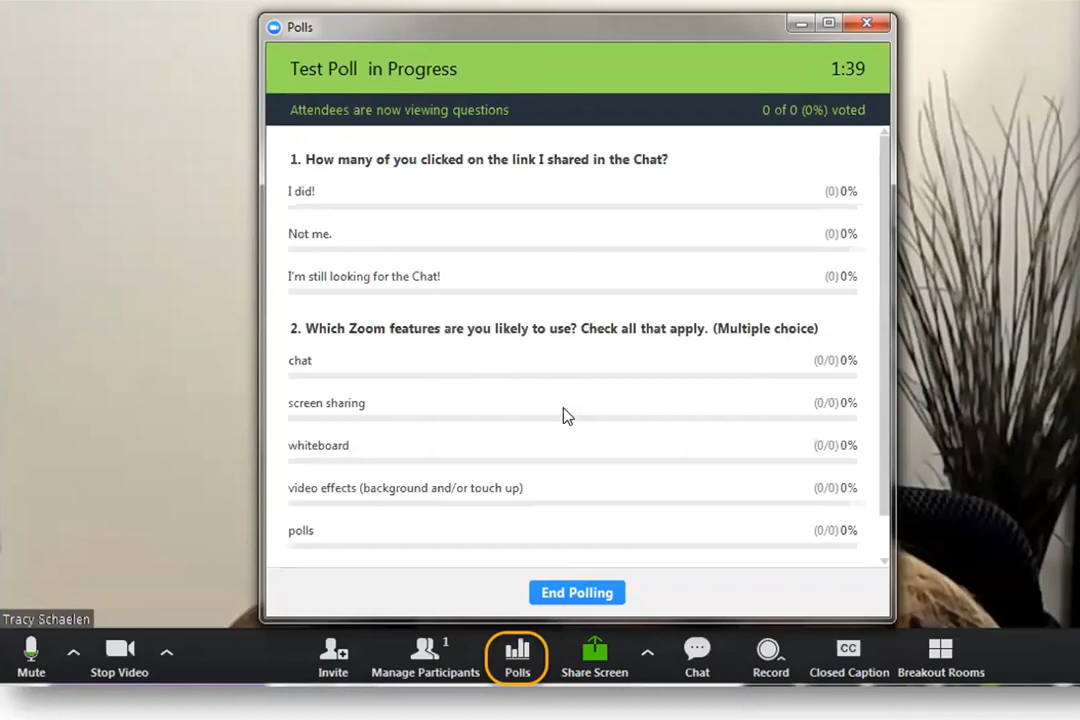 Polls
Test Poll in Progress 1:39
Attendees are now viewing questions 0 of 0 (0%) voted
1. How many of you clicked on the link I shared in the Chat?
I did! (0) 0%
Not me. (0) 0%
I'm still looking for the Chat! (0) 0%
2. Which Zoom features are you likely to use? Check all that apply. (Multiple choice)
chat (0/0) 0%
screen sharing (0/0) 0%
whiteboard (0/0) 0%
video effects (background and/or touch up) (0/0) 0%
polls (0/0) 0%
End Polling
Tracy Schaelen
1
CC
Mute Stop Video Invite Manage Participants Polls Share Screen Chat Record Closed Caption Breakout Rooms